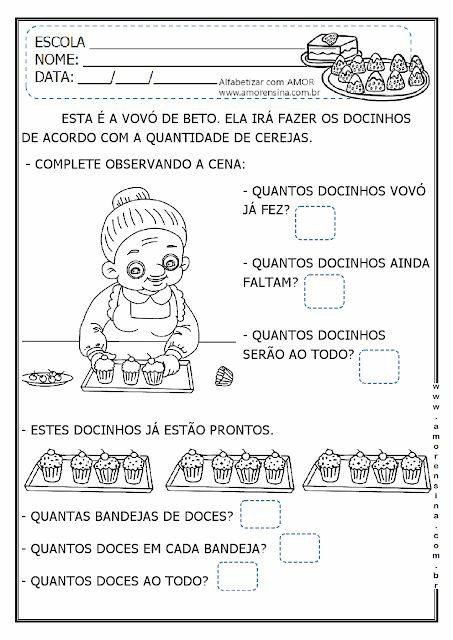 ESCOLA
NOME:
DATA: ____/____/
Alfabetizar com AMOR
www.amorensina.com.br
ESTA É A VOVÓ DE BETO. ELA IRÁ FAZER OS DOCINHOS
DE ACORDO COM A QUANTIDADE DE CEREJAS.
- COMPLETE OBSERVANDO A CENA:
- QUANTOS DOCINHOS VOVÓ
JÁ FEZ?
- QUANTOS DOCINHOS AINDA
FALTAM?
- QUANTOS DOCINHOS
SERÃO AO TODO?
- ESTES DOCINHOS JÁ ESTÃO PRONTOS.
- QUANTAS BANDEJAS DE DOCES?
- QUANTOS DOCES EM CADA BANDEJA?
- QUANTOS DOCES AO TODO?
www.amorensina.com.br